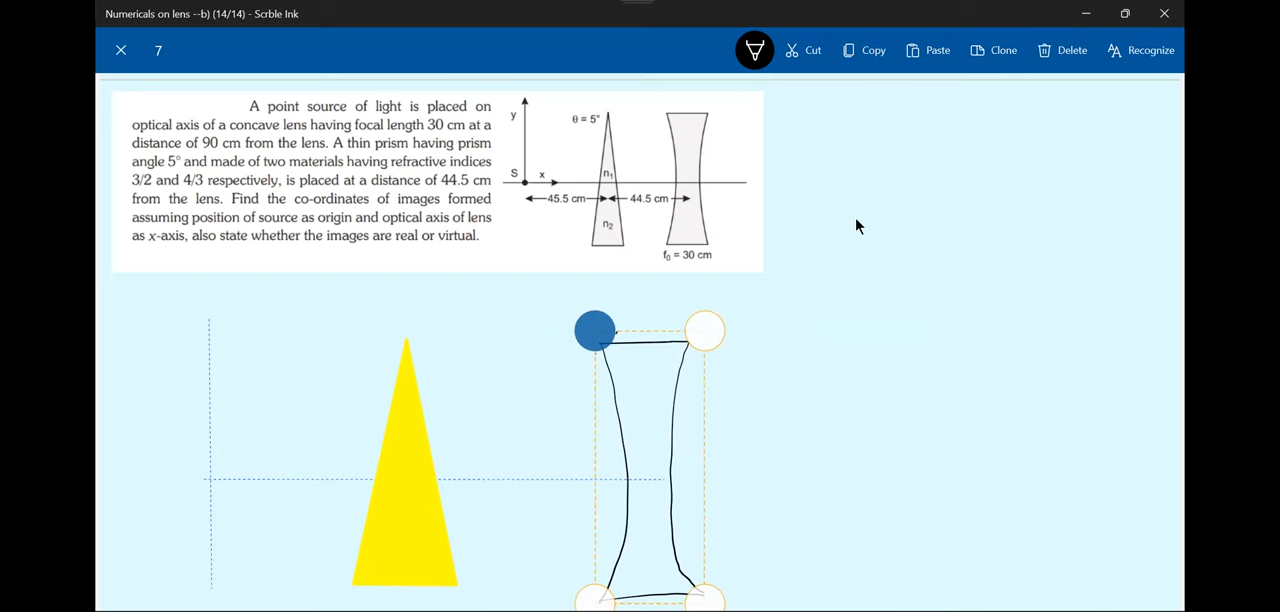 Numericals on lens --b) (14/14) - Scrble Ink
7
Cut
Copy
Paste
Clone
Delete
Recognize
A point source of light is placed on
optical axis of a concave lens having focal length 30 cm at a
distance of 90 cm from the lens. A thin prism having prism
angle 5° and made of two materials having refractive indices
3/2 and 4/3 respectively, is placed at a distance of 44.5 cm
from the lens. Find the co-ordinates of images formed
assuming position of source as origin and optical axis of lens
as x-axis, also state whether the images are real or virtual.
y
θ = 5°
S
x
n₁
45.5 cm
44.5 cm
n₂
f₀ = 30 cm